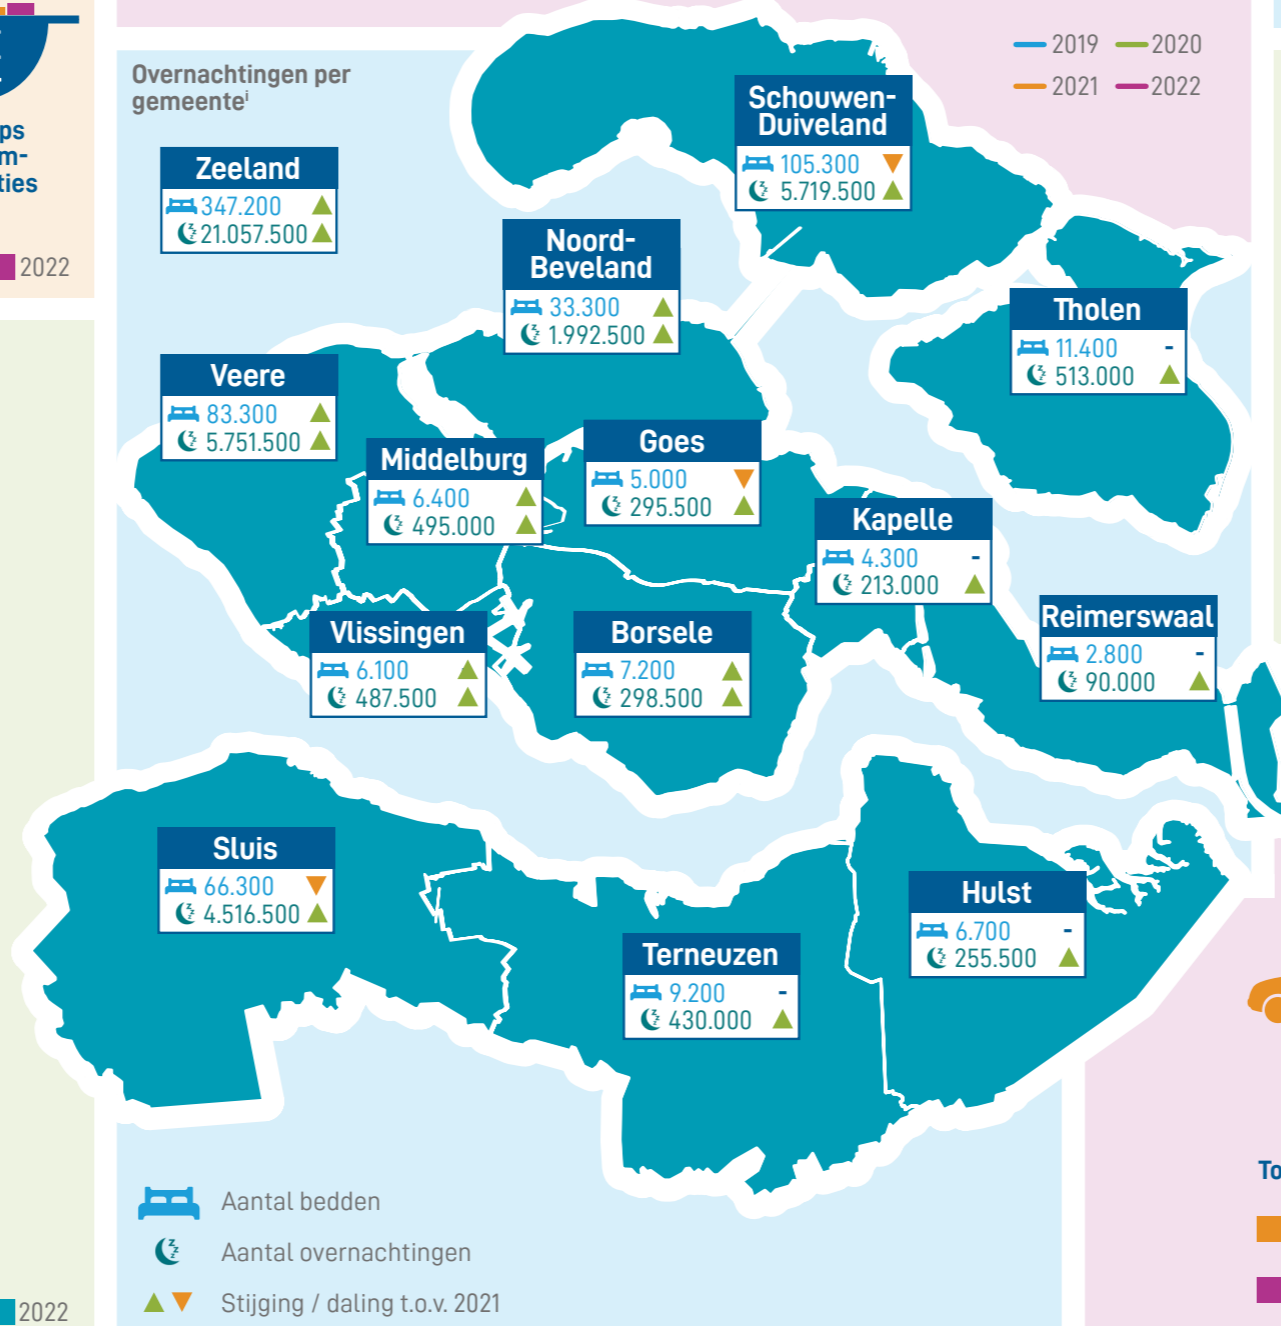 ps
m-
ties
2022
Overnachtingen per
gemeenteⁱ
2019
2020
2021
2022
Zeeland
347.200
21.057.500
Schouwen-
Duiveland
105.300
5.719.500
Noord-
Beveland
33.300
1.992.500
Tholen
11.400 -
513.000
Veere
83.300
5.751.500
Middelburg
6.400
495.000
Goes
5.000
295.500
Kapelle
4.300 -
213.000
Vlissingen
6.100
487.500
Borsele
7.200
298.500
Reimerswaal
2.800 -
90.000
Sluis
66.300
4.516.500
Terneuzen
9.200 -
430.000
Hulst
6.700 -
255.500
Aantal bedden
Aantal overnachtingen
Stijging / daling t.o.v. 2021
2022
To